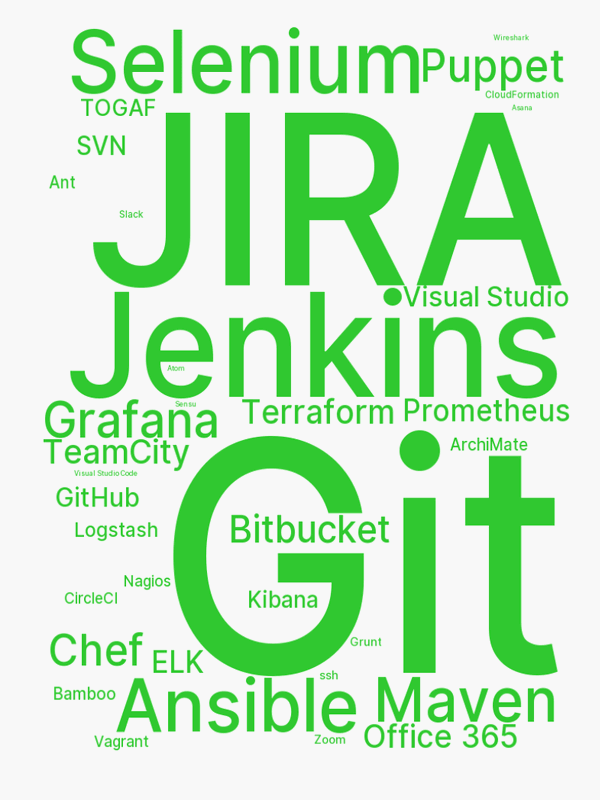 Wireshark
Selenium
Puppet
CloudFormation
TOGAF
Asana
JIRA
SVN
Ant
Slack
Visual Studio
Jenkins
Atom
Sensu
Grafana
Terraform
Prometheus
TeamCity
ArchiMate
Visual Studio Code
Git
GitHub
Logstash
Bitbucket
Nagios
CircleCI
Kibana
Grunt
Chef
ELK
ssh
Bamboo
Ansible
Maven
Vagrant
Zoom
Office 365